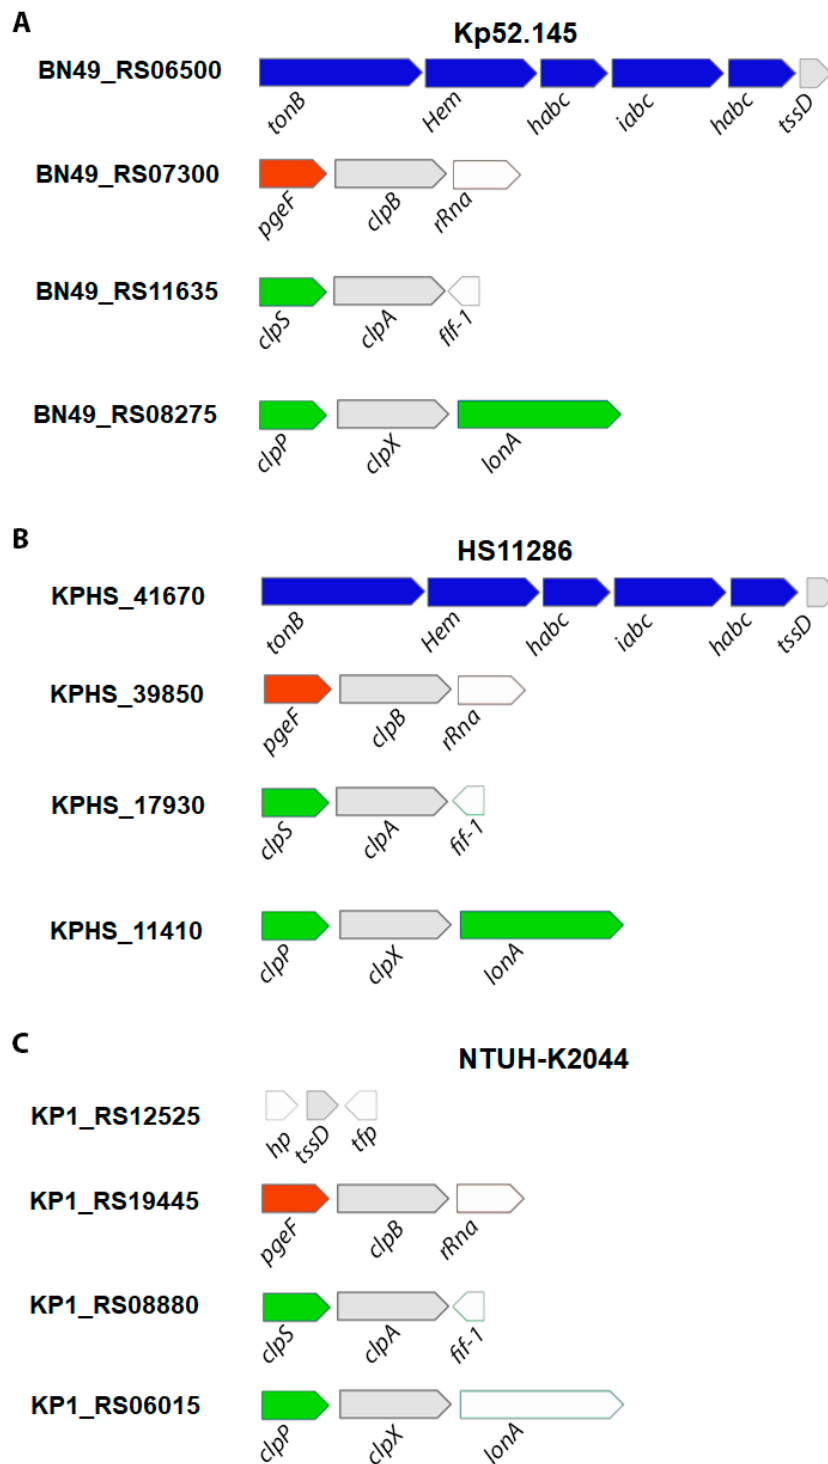 A
Kp52.145
BN49_RS06500
tonB Hem habc iabc habc tssD
BN49_RS07300
pgeF clpB rRna
BN49_RS11635
clpS clpA flf-1
BN49_RS08275
clpP clpX lonA
B
HS11286
KPHS_41670
tonB Hem habc iabc habc tssD
KPHS_39850
pgeF clpB rRna
KPHS_17930
clpS clpA fif-1
KPHS_11410
clpP clpX lonA
C
NTUH-K2044
KP1_RS12525
hp tssD tfp
KP1_RS19445
pgeF clpB rRna
KP1_RS08880
clpS clpA fif-1
KP1_RS06015
clpP clpX lonA